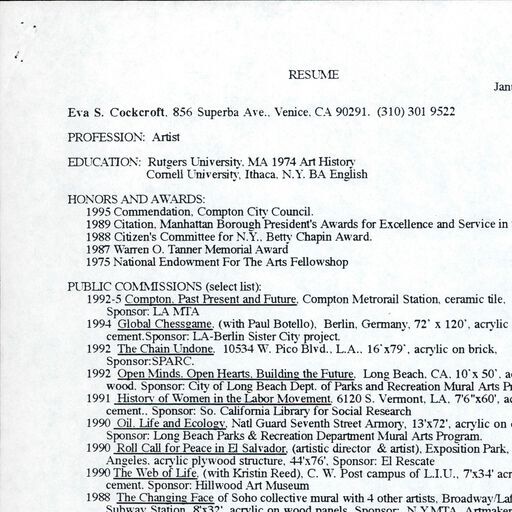 RESUME
Eva S. Cockcroft, 856 Superba Ave., Venice, CA 90291. (310) 301 9522
PROFESSION: Artist
EDUCATION: Rutgers University, MA 1974 Art History
Cornell University, Ithaca, N.Y. BA English
HONORS AND AWARDS:
1995 Commendation, Compton City Council.
1989 Citation, Manhattan Borough President's Awards for Excellence and Service in
1988 Citizen's Committee for N.Y., Betty Chapin Award.
1987 Warren O. Tanner Memorial Award
1975 National Endowment For The Arts Fellowshop
PUBLIC COMMISSIONS (select list):
1992-5 Compton, Past Present and Future, Compton Metrorail Station, ceramic tile,
Sponsor: LA MTA
1994 Global Chessgame, (with Paul Botello), Berlin, Germany, 72' x 120', acrylic
cement.Sponsor: LA-Berlin Sister City project.
1992 The Chain Undone, 10534 W. Pico Blvd., L.A., 16'x79', acrylic on brick,
Sponsor:SPARC.
1992 Open Minds, Open Hearts, Building the Future, Long Beach, CA, 10' x 50', a
wood. Sponsor: City of Long Beach Dept. of Parks and Recreation Mural Arts P
1991 History of Women in the Labor Movement, 6120 S. Vermont, LA, 7'6"x60', a
cement.. Sponsor: So. California Library for Social Research
1990 Oil, Life and Ecology, Natl Guard Seventh Street Armory, 13'x72', acrylic on
Sponsor: Long Beach Parks & Recreation Department Mural Arts Program.
1990 Roll Call for Peace in El Salvador, (artistic director & artist), Exposition Park,
Angeles, acrylic plywood structure, 44'x76', Sponsor: El Rescate
1990 The Web of Life, (with Kristin Reed), C. W. Post campus of L.I.U., 7'x34' ac
cement. Sponsor: Hillwood Art Museum
1988 The Changing Face of Soho collective mural with 4 other artists, Broadway/Laf
Subway Station, 8'x32', acrylic on wood panels, Sponsor: N.Y.MTA, Artmaker